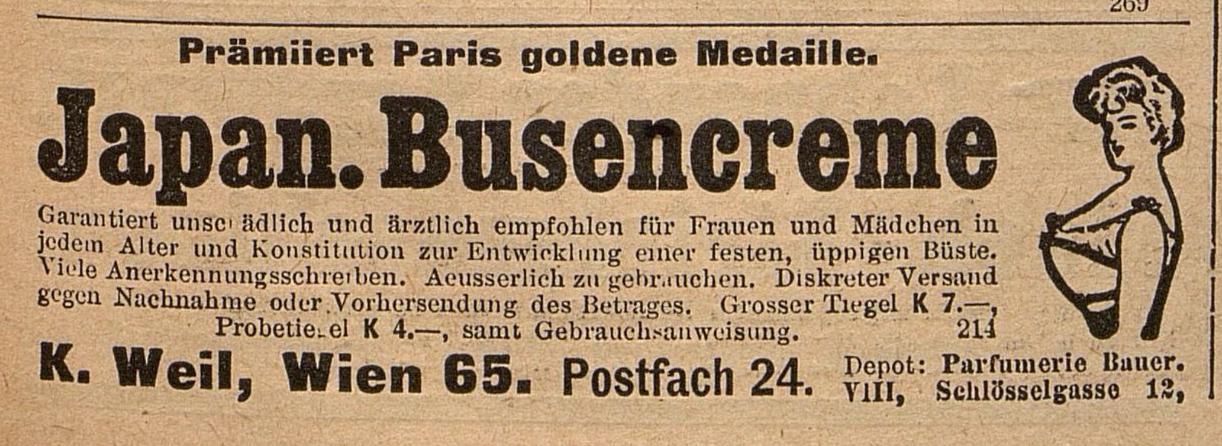 269
Prämiiert Paris goldene Medaille.
Japan. Busencreme
Garantiert unschädlich und ärztlich empfohlen für Frauen und Mädchen in
jedem Alter und Konstitution zur Entwicklung einer festen, üppigen Büste.
Viele Anerkennungsschreiben. Aeusserlich zu gebrauchen. Diskreter Versand
gegen Nachnahme oder Vorhersendung des Betrages. Grosser Tiegel K 7.—,
Probetiegel K 4.—, samt Gebrauchsanweisung. 214
K. Weil, Wien 65. Postfach 24.
Depot: Parfumerie Bauer.
VIII, Schlösselgasse 12,